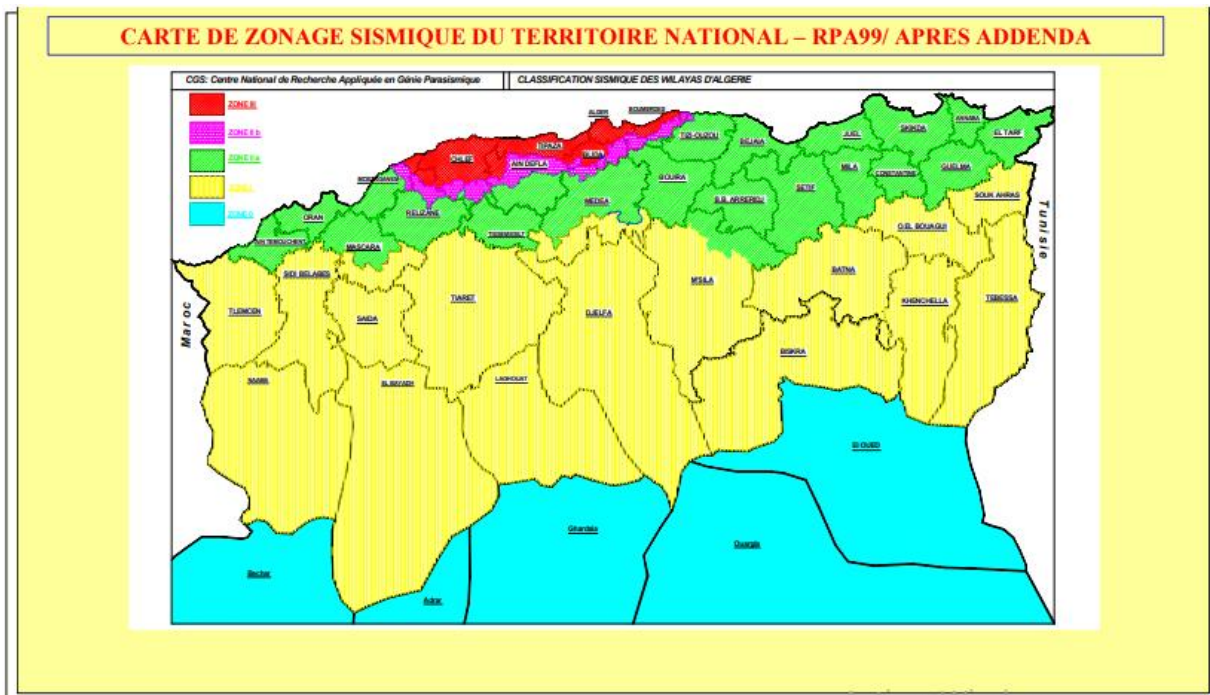 CARTE DE ZONAGE SISMIQUE DU TERRITOIRE NATIONAL – RPA99/ APRES ADDENDA
CGS: Centre National de Recherche Appliquée en Génie Parasismique
CLASSIFICATION SISMIQUE DES WILAYAS D'ALGERIE
ZONE III
ZONE II.b
ZONE II.a
ZONE I
ZONE 0
ALGER
BOUMERDES
TIPAZA
BLIDA
CHLEF
AIN DEFLA
TIZI-OUZOU
BEJAIA
JIJEL
SKIKDA
ANNABA
EL TARF
MOSTAGANEM
BOUIRA
SETIF
MILA
CONSTANTINE
GUELMA
ORAN
RELIZANE
MEDEA
B.B. ARRERIDJ
SOUK AHRAS
AIN TEMOUCHENT
MASCARA
TISSEMSSILT
O.EL BOUAGUI
Tunisie
SIDI BELABES
M'SILA
BATNA
TLEMCEN
SAIDA
TIARET
DJELFA
KHENCHELLA
TEBESSA
Maroc
BISKRA
NAAMA
EL BAYADH
LAGHOUAT
El OUED
Ghardaia
Ouargla
Bechar
Adrar